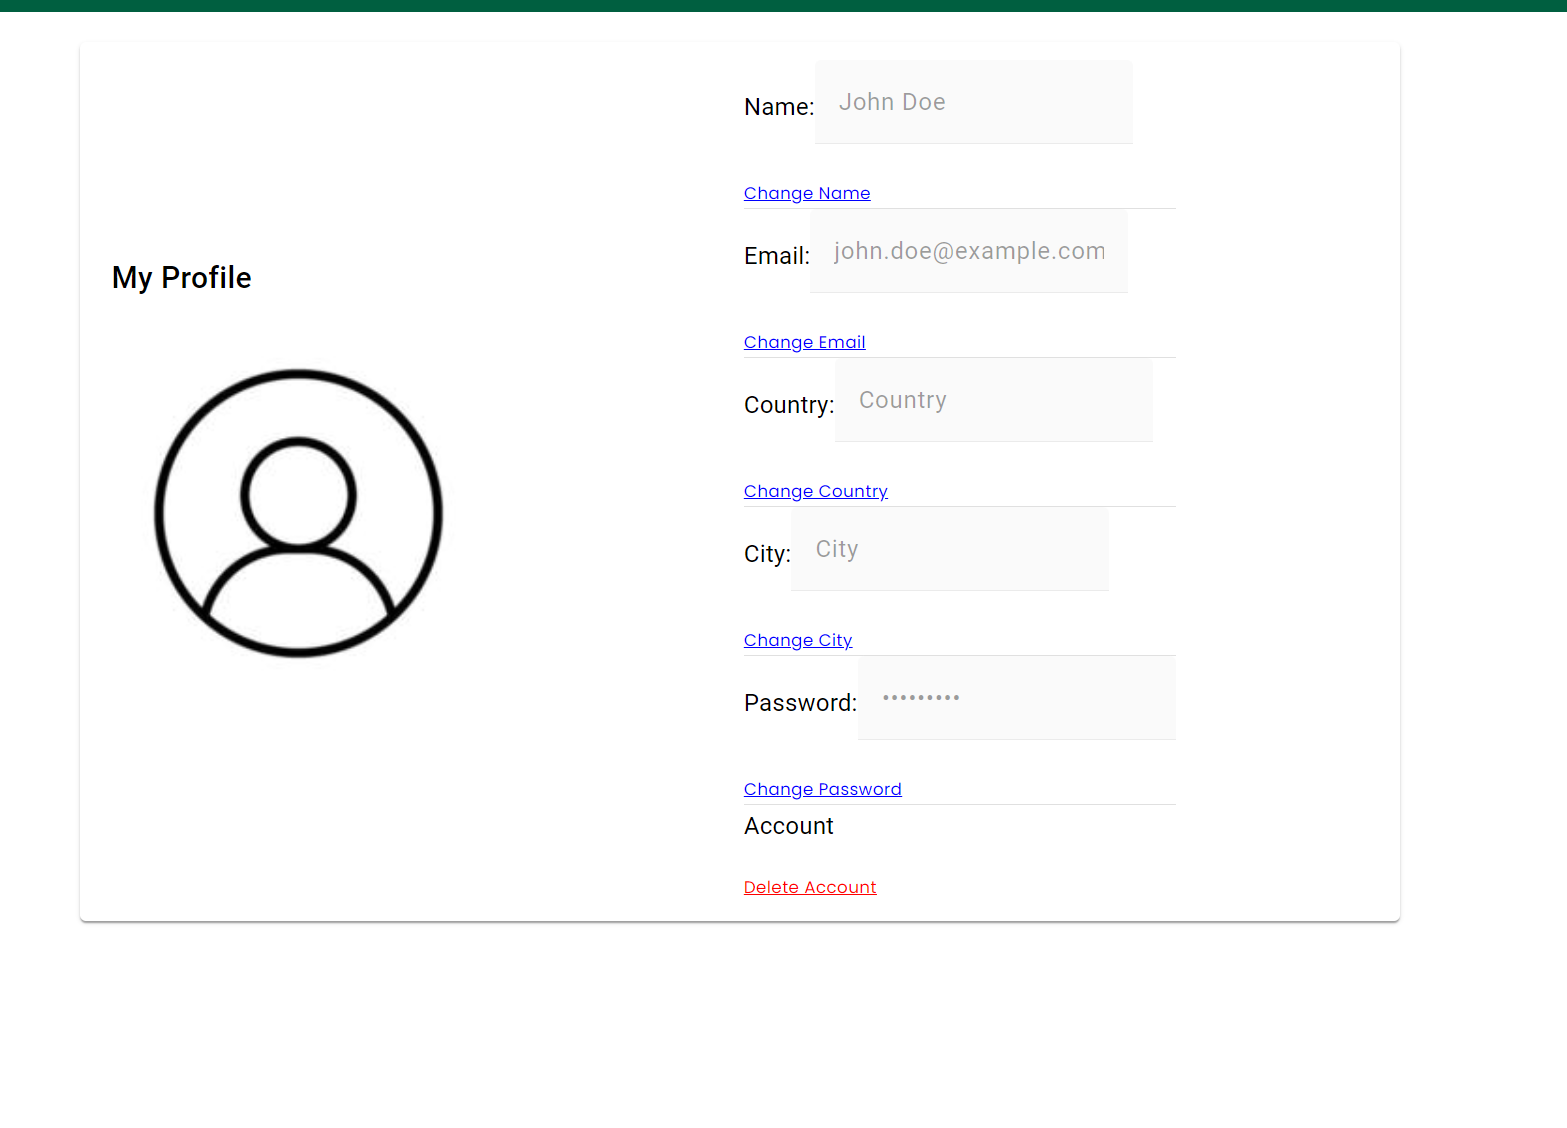 My Profile
Name: John Doe
Change Name
Email: john.doe@example.com
Change Email
Country: Country
Change Country
City: City
Change City
Password: •••••••••
Change Password
Account
Delete Account